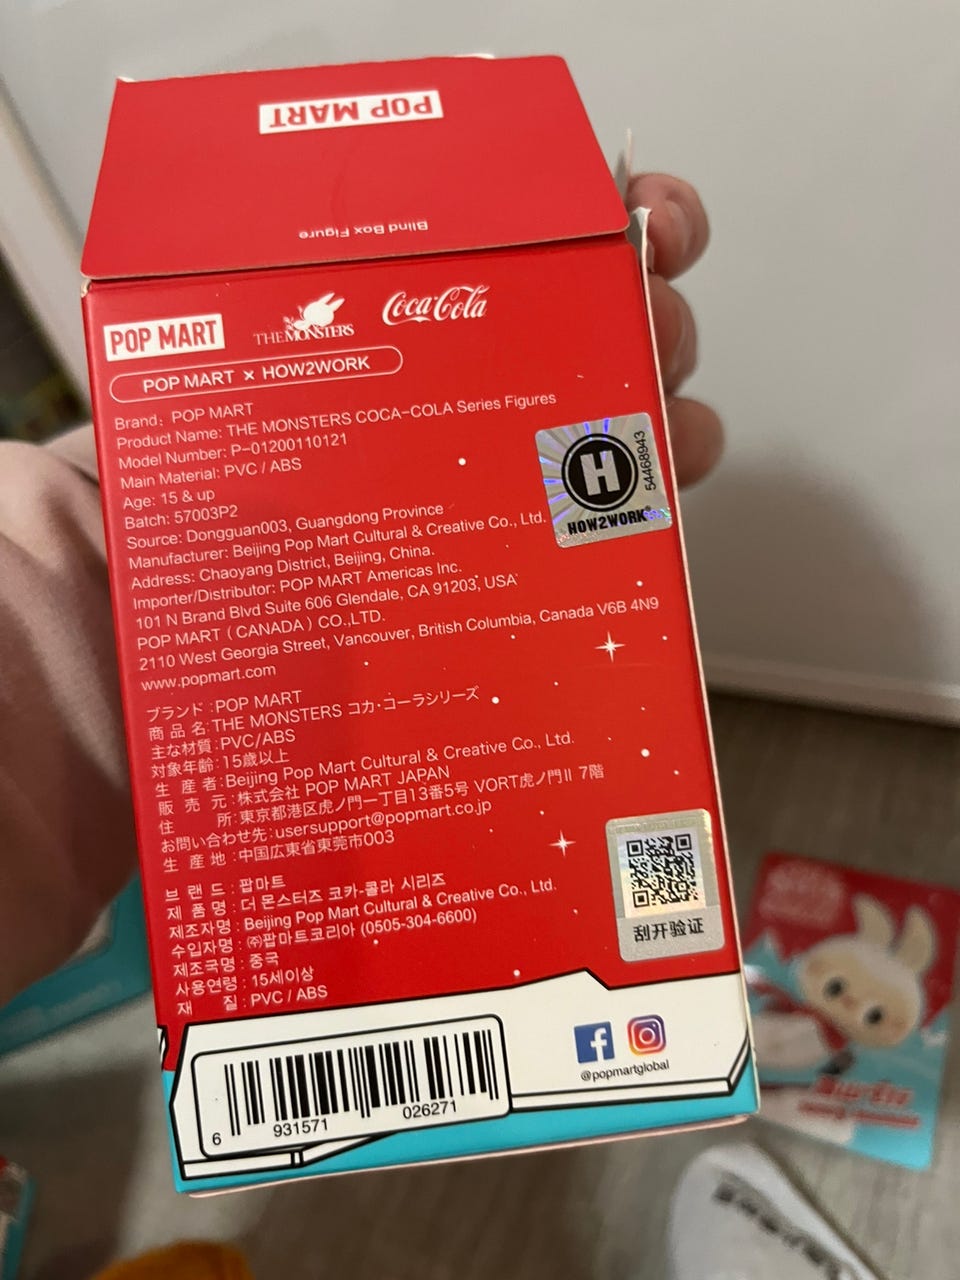 POP MART
Blind Box Figure
POP MART
THE MONSTERS
Coca-Cola
POP MART × HOW2WORK
Brand: POP MART
Product Name: THE MONSTERS COCA-COLA Series Figures
Model Number: P-01200110121
Main Material: PVC / ABS
Age: 15 & up
Batch: 57003P2
Source: Dongguan003, Guangdong Province
Manufacturer: Beijing Pop Mart Cultural & Creative Co., Ltd.
Address: Chaoyang District, Beijing, China.
Importer/Distributor: POP MART Americas Inc.
101 N Brand Blvd Suite 606 Glendale, CA 91203, USA
POP MART (CANADA) CO.,LTD.
2110 West Georgia Street, Vancouver, British Columbia, Canada V6B 4N9
www.popmart.com
H
HOW2WORK
54468943
ブランド:POP MART
商品名:THE MONSTERS コカ·コーラシリーズ
主な材質:PVC/ABS
対象年齢:15歳以上
生産者:Beijing Pop Mart Cultural & Creative Co., Ltd.
販売元:株式会社 POP MART JAPAN
住所:東京都港区虎ノ門一丁目13番5号 VORT虎ノ門II 7階
お問い合わせ先:usersupport@popmart.co.jp
生産地:中国広東省東莞市003
브랜드:팝마트
제품명:더 몬스터즈 코카-콜라 시리즈
제조자명:Beijing Pop Mart Cultural & Creative Co., Ltd.
수입자명:㈜팝마트코리아 (0505-304-6600)
제조국명:중국
사용연령:15세이상
재질:PVC / ABS
刮开验证
6 931571 026271
@popmartglobal